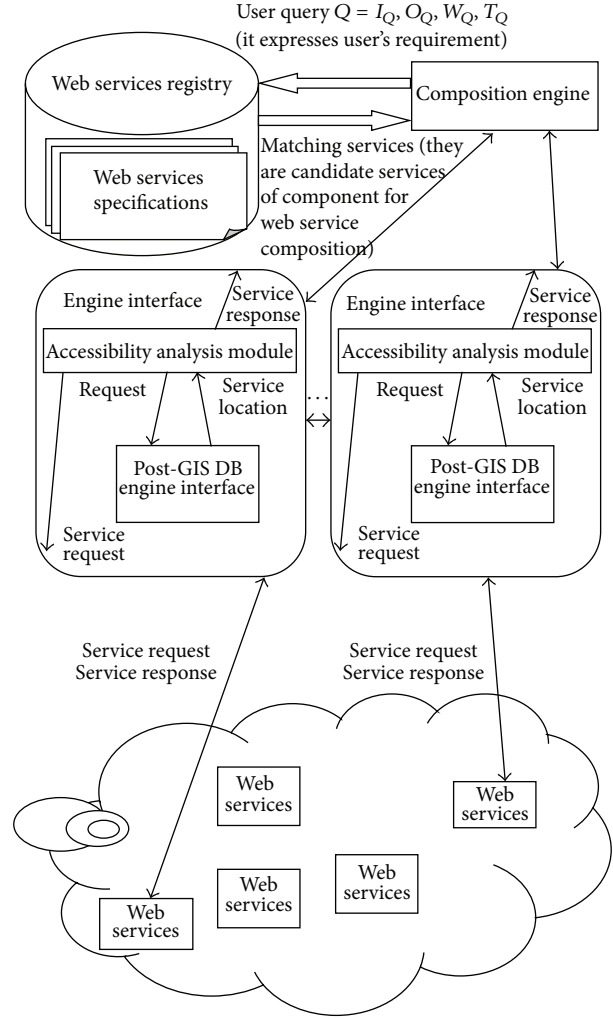 User query Q = I_Q, O_Q, W_Q, T_Q
(it expresses user's requirement)
Web services registry
Composition engine
Web services
specifications
Matching services (they
are candidate services
of component for
web service
composition)
Engine interface
Service
response
Accessibility analysis module
Request
Service
location
Post-GIS DB
engine interface
Service
request
...
Engine interface
Service
response
Accessibility analysis module
Request
Service
location
Post-GIS DB
engine interface
Service
request
Service request
Service response
Service request
Service response
Web
services
Web
services
Web
services
Web
services
Web
services